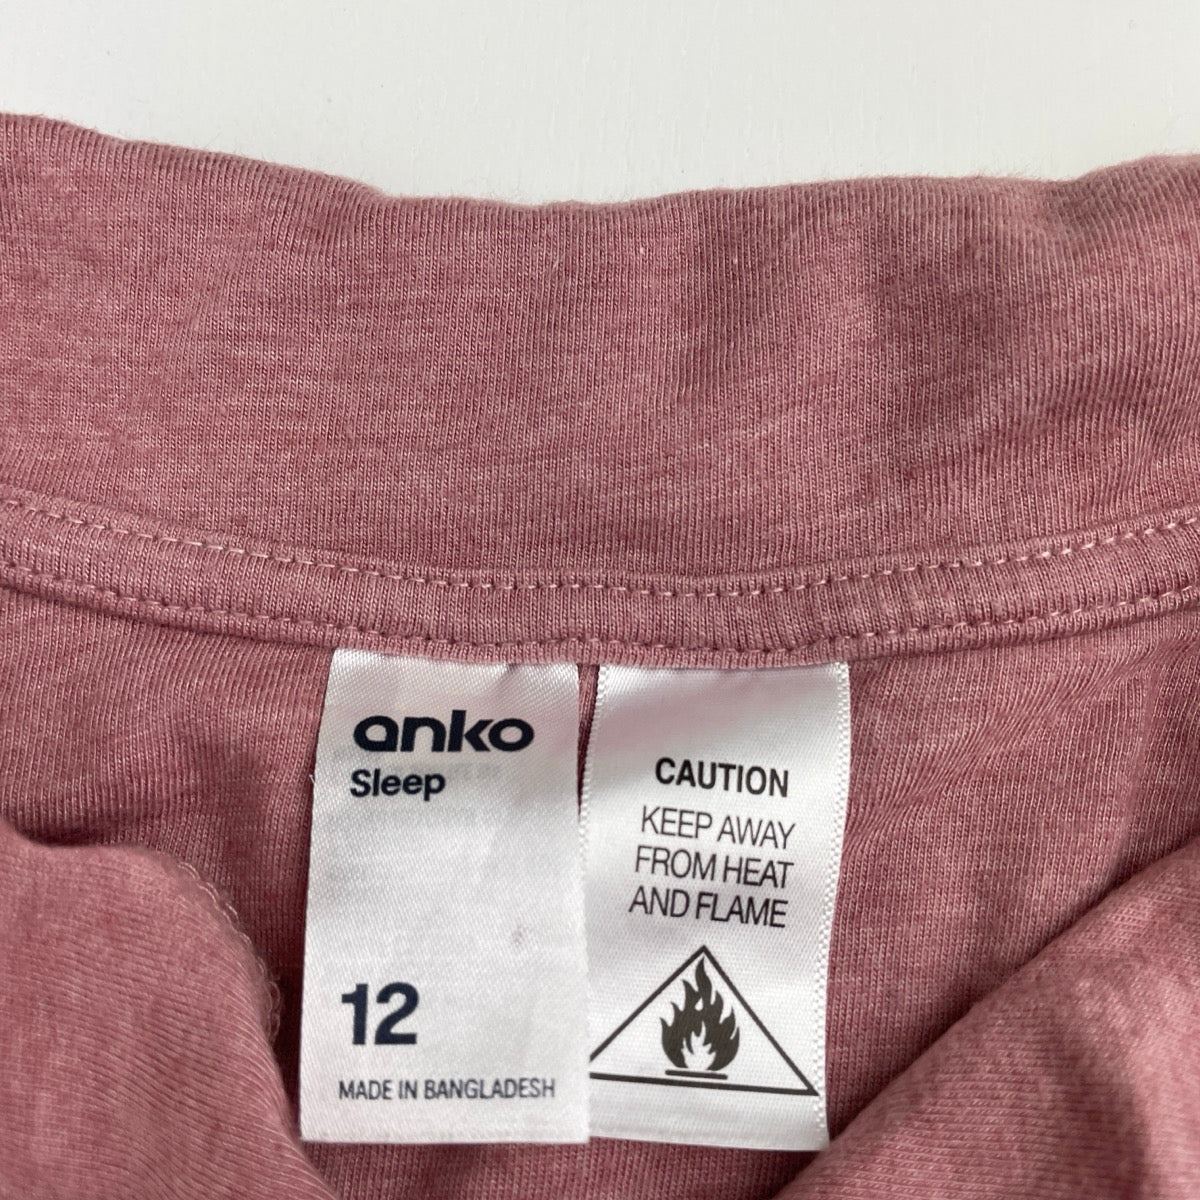 anko
Sleep
12
MADE IN BANGLADESH
CAUTION
KEEP AWAY
FROM HEAT
AND FLAME